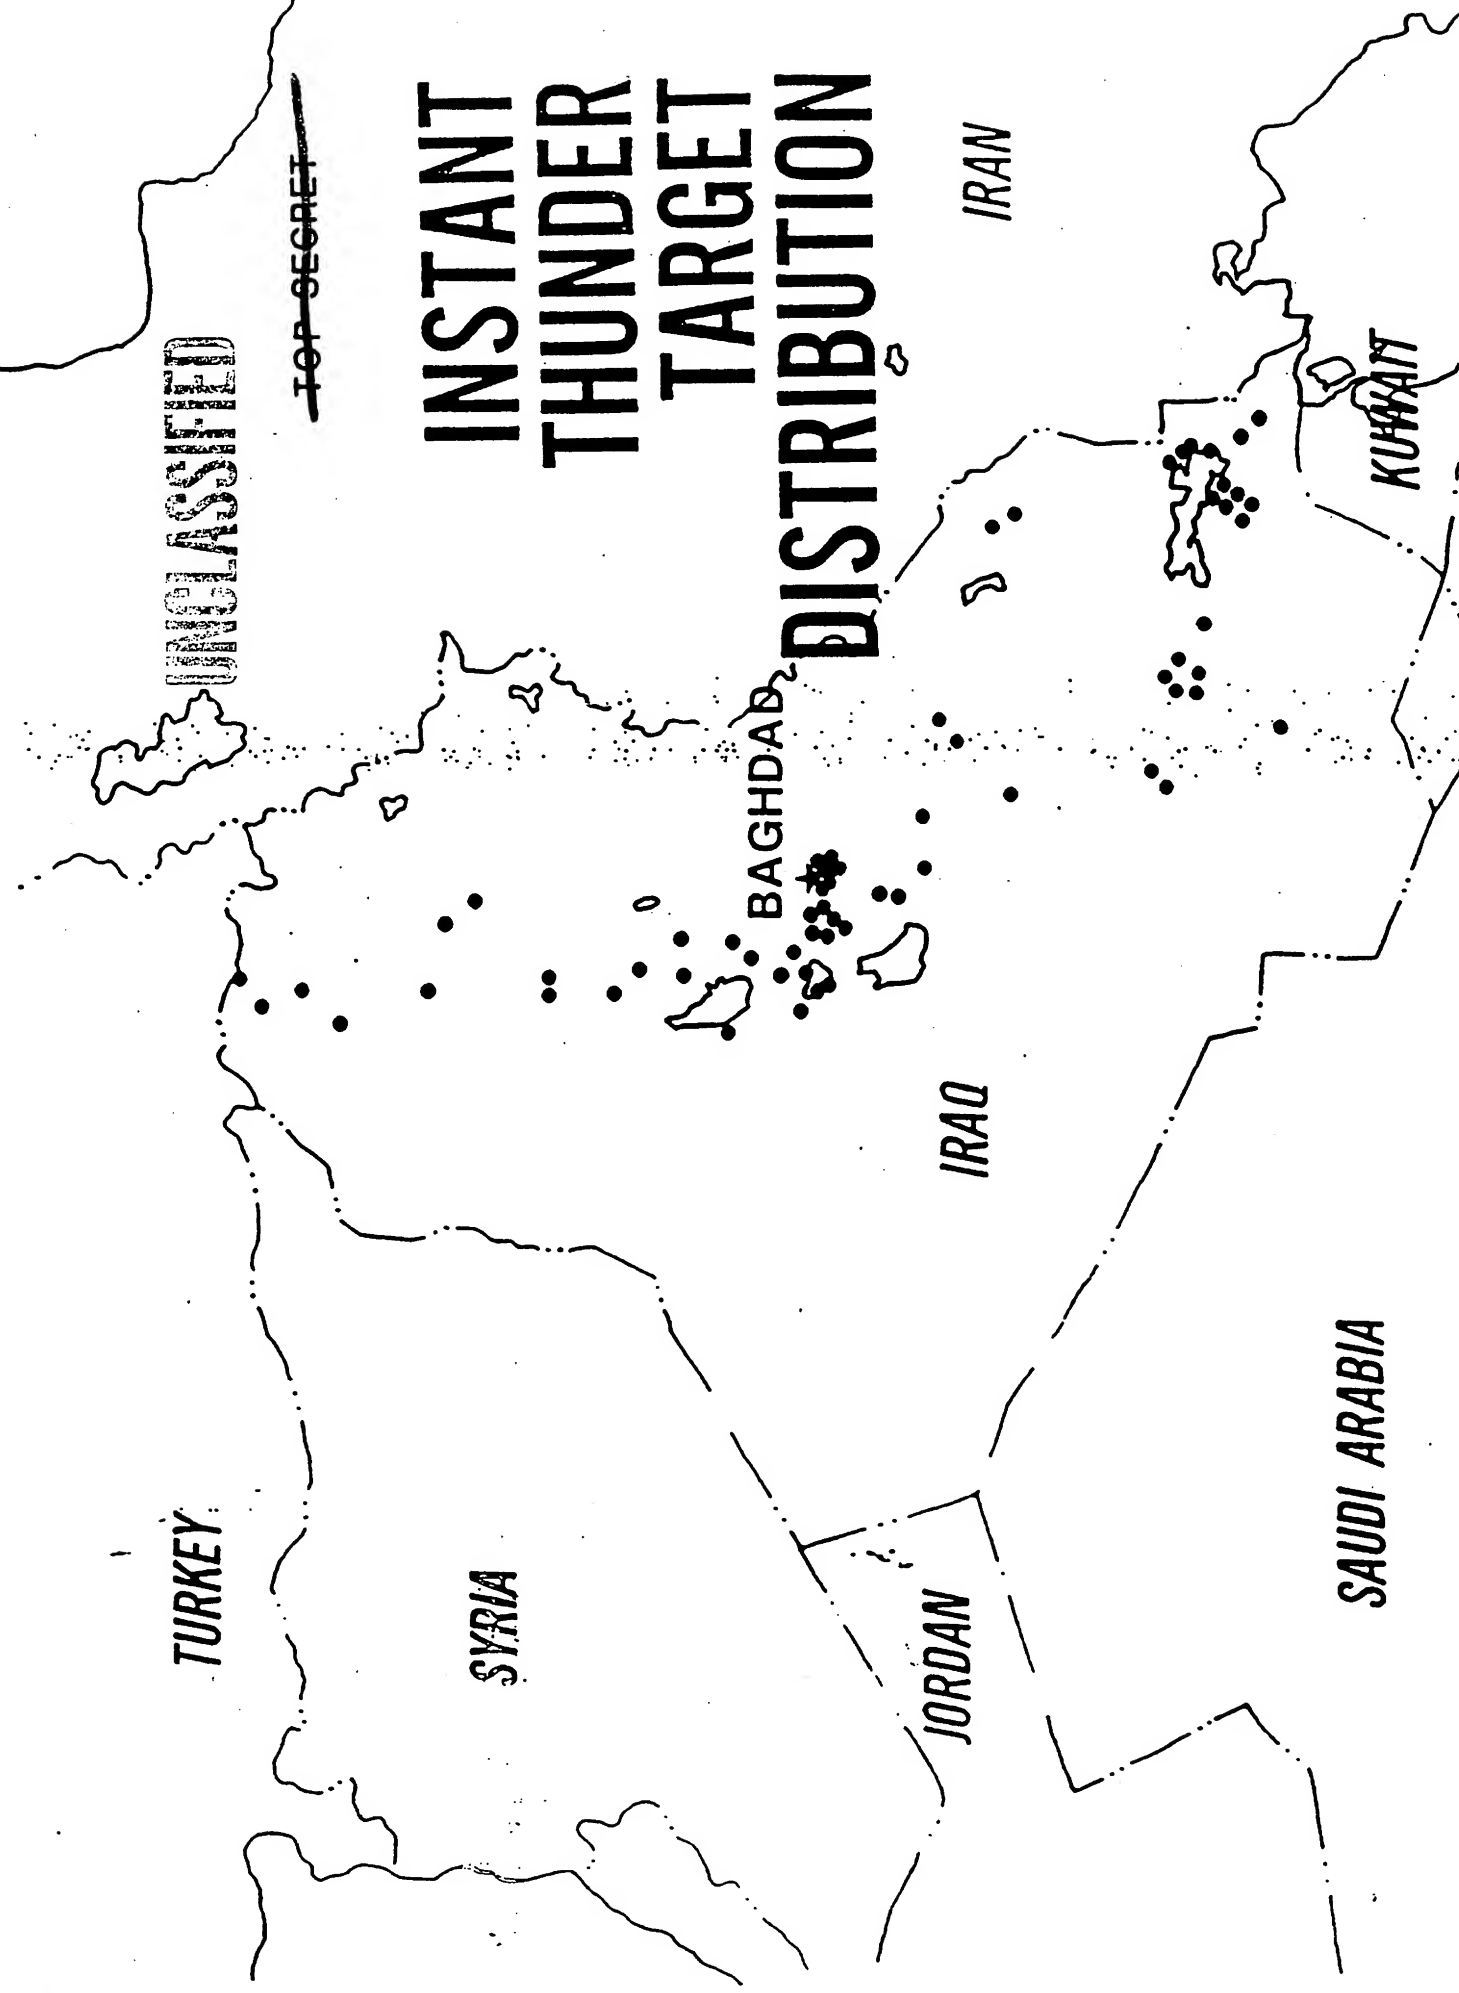 UNCLASSIFIED
TOP SECRET
INSTANT
THUNDER
TARGET
DISTRIBUTION
TURKEY
SYRIA
BAGHDAD
IRAN
IRAQ
JORDAN
KUWAIT
SAUDI ARABIA